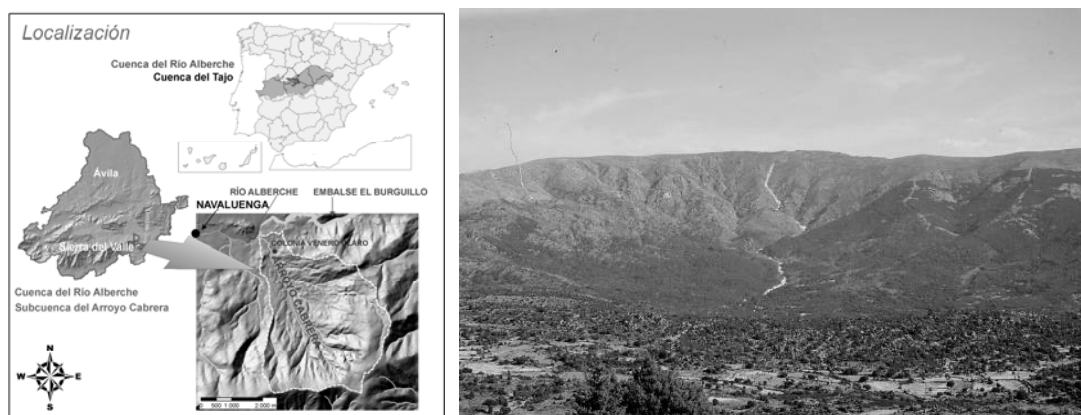 Localización
Cuenca del Río Alberche
Cuenca del Tajo
Ávila
Sierra del Valle
RÍO ALBERCHE
EMBALSE EL BURGUILLO
NAVALUENGA
COLONIA VENERO CLARO
ARROYO CABRERA
Cuenca del Río Alberche
Subcuenca del Arroyo Cabrera
N
W
E
S
0 500 1 000 2 000 m